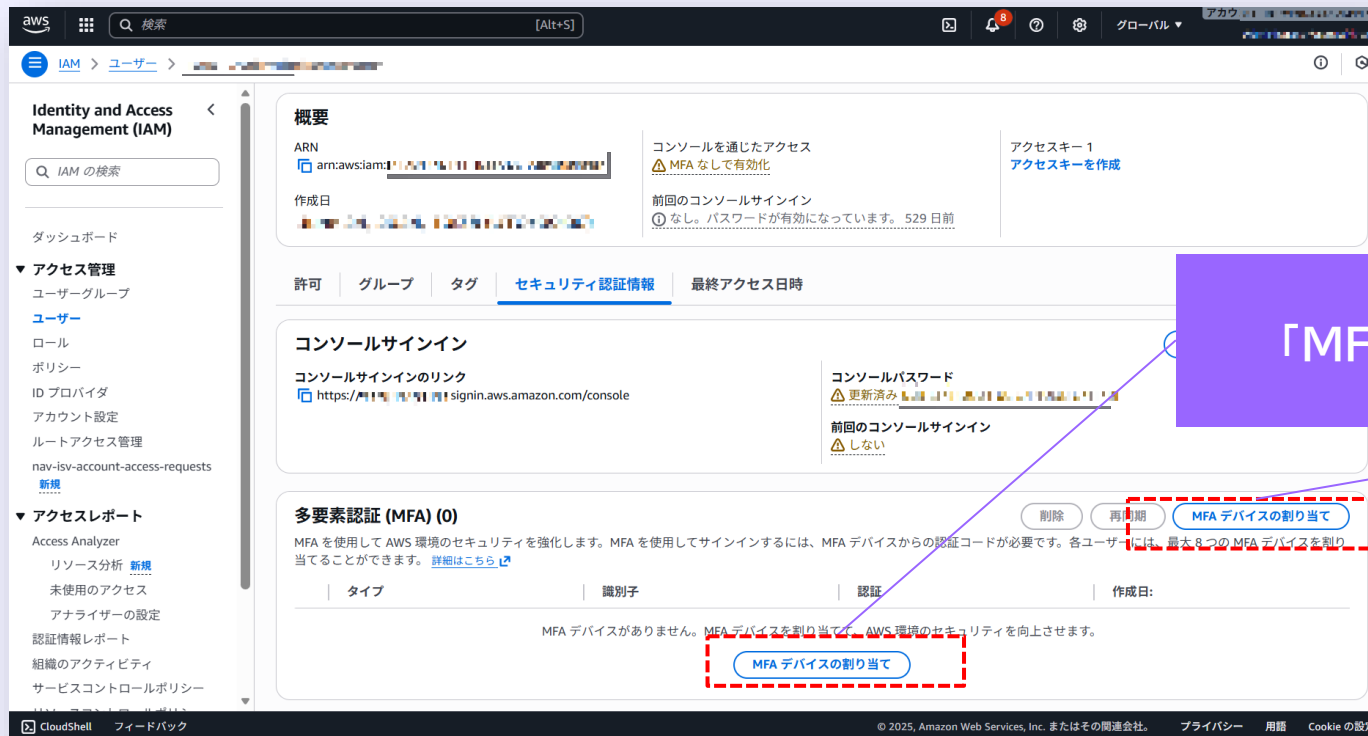 aws
検索 [Alt+S]
8
グローバル ▼
アカウ
IAM > ユーザー >
Identity and Access Management (IAM)
IAM の検索
ダッシュボード
▼ アクセス管理
ユーザーグループ
ユーザー
ロール
ポリシー
ID プロバイダ
アカウント設定
ルートアクセス管理
nav-isv-account-access-requests
新規
▼ アクセスレポート
Access Analyzer
リソース分析 新規
未使用のアクセス
アナライザーの設定
認証情報レポート
組織のアクティビティ
サービスコントロールポリシー
概要
ARN
arn:aws:iam:
作成日
コンソールを通じたアクセス
MFA なしで有効化
前回のコンソールサインイン
なし。パスワードが有効になっています。 529 日前
アクセスキー 1
アクセスキーを作成
許可 グループ タグ セキュリティ認証情報 最終アクセス日時
コンソールサインイン
コンソールサインインのリンク
https:// signin.aws.amazon.com/console
コンソールパスワード
更新済み
前回のコンソールサインイン
しない
「MF
多要素認証 (MFA) (0)
削除 再同期 MFA デバイスの割り当て
MFA を使用して AWS 環境のセキュリティを強化します。MFA を使用してサインインするには、MFA デバイスからの認証コードが必要です。各ユーザーには、最大 8 つの MFA デバイスを割り
当てることができます。 詳細はこちら
タイプ 識別子 認証 作成日:
MFA デバイスがありません。MFA デバイスを割り当てて、AWS 環境のセキュリティを向上させます。
MFA デバイスの割り当て
CloudShell フィードバック
© 2025, Amazon Web Services, Inc. またはその関連会社。 プライバシー 用語 Cookie の設定